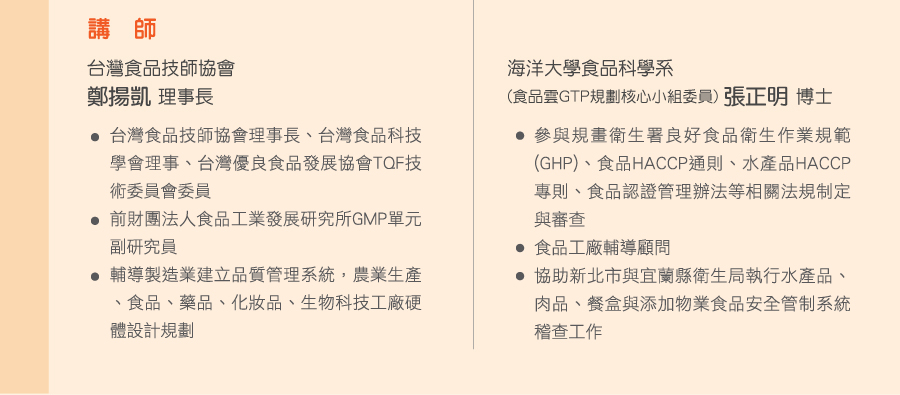 講 師
台灣食品技師協會
鄭揚凱 理事長
● 台灣食品技師協會理事長、台灣食品科技
學會理事、台灣優良食品發展協會TQF技
術委員會委員
● 前財團法人食品工業發展研究所GMP單元
副研究員
● 輔導製造業建立品質管理系統，農業生產
、食品、藥品、化妝品、生物科技工廠硬
體設計規劃
海洋大學食品科學系
(食品雲GTP規劃核心小組委員) 張正明 博士
● 參與規畫衛生署良好食品衛生作業規範
(GHP)、食品HACCP通則、水產品HACCP
專則、食品認證管理辦法等相關法規制定
與審查
● 食品工廠輔導顧問
● 協助新北市與宜蘭縣衛生局執行水產品、
肉品、餐盒與添加物業食品安全管制系統
稽查工作